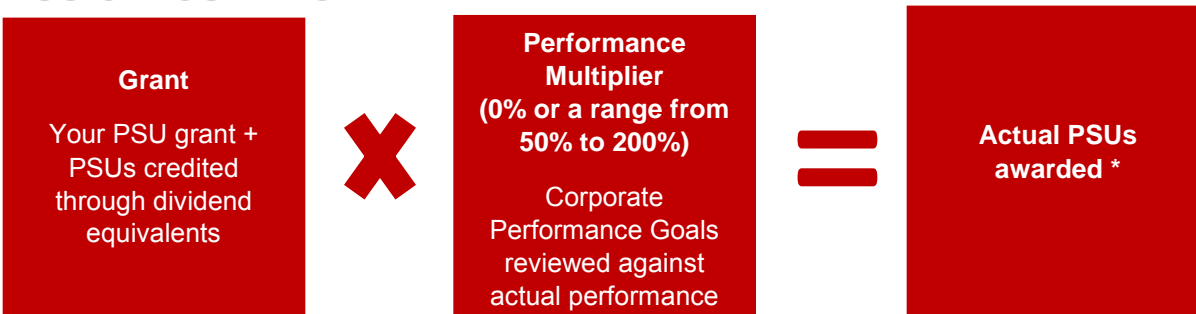 Grant
Your PSU grant +
PSUs credited
through dividend
equivalents
Performance
Multiplier
(0% or a range from
50% to 200%)
Corporate
Performance Goals
reviewed against
actual performance
Actual PSUs
awarded *